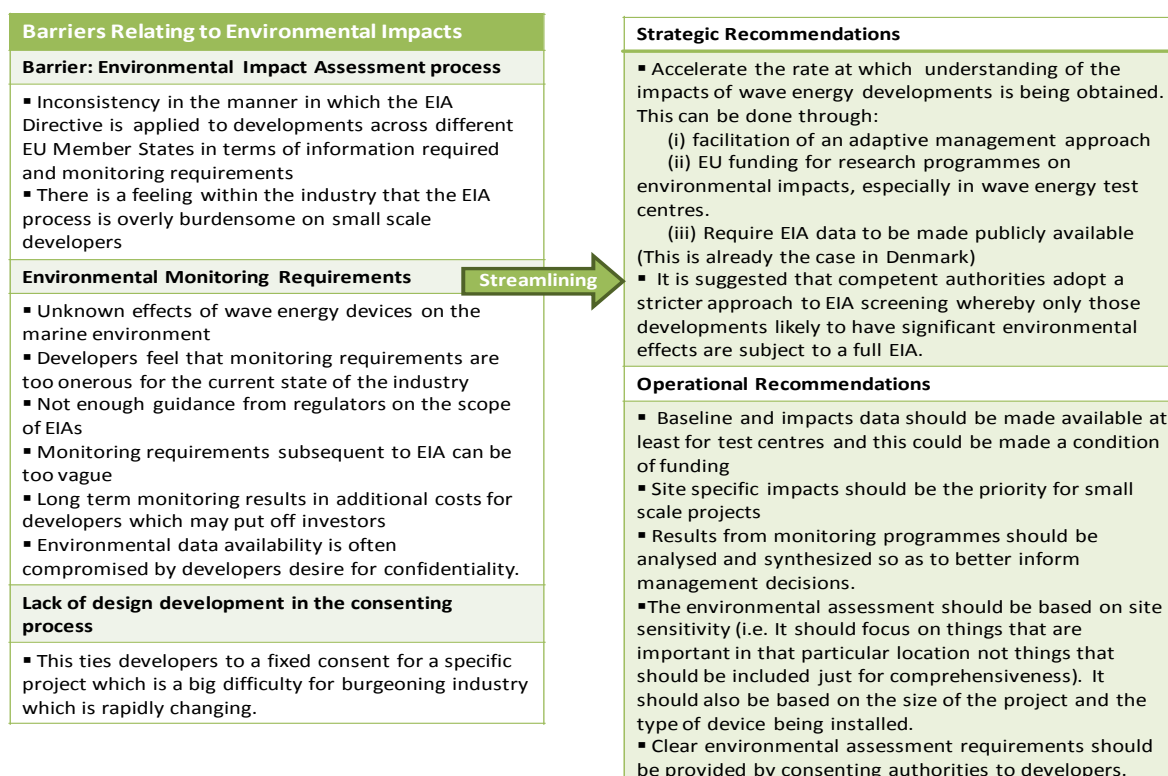 Barriers Relating to Environmental Impacts
Barrier: Environmental Impact Assessment process
▪ Inconsistency in the manner in which the EIA
Directive is applied to developments across different
EU Member States in terms of information required
and monitoring requirements
▪ There is a feeling within the industry that the EIA
process is overly burdensome on small scale
developers
Environmental Monitoring Requirements
▪ Unknown effects of wave energy devices on the
marine environment
▪ Developers feel that monitoring requirements are
too onerous for the current state of the industry
▪ Not enough guidance from regulators on the scope
of EIAs
▪ Monitoring requirements subsequent to EIA can be
too vague
▪ Long term monitoring results in additional costs for
developers which may put off investors
▪ Environmental data availability is often
compromised by developers desire for confidentiality.
Lack of design development in the consenting
process
▪ This ties developers to a fixed consent for a specific
project which is a big difficulty for burgeoning industry
which is rapidly changing.
Streamlining
Strategic Recommendations
▪ Accelerate the rate at which understanding of the
impacts of wave energy developments is being obtained.
This can be done through:
(i) facilitation of an adaptive management approach
(ii) EU funding for research programmes on
environmental impacts, especially in wave energy test
centres.
(iii) Require EIA data to be made publicly available
(This is already the case in Denmark)
▪ It is suggested that competent authorities adopt a
stricter approach to EIA screening whereby only those
developments likely to have significant environmental
effects are subject to a full EIA.
Operational Recommendations
▪ Baseline and impacts data should be made available at
least for test centres and this could be made a condition
of funding
▪ Site specific impacts should be the priority for small
scale projects
▪ Results from monitoring programmes should be
analysed and synthesized so as to better inform
management decisions.
▪The environmental assessment should be based on site
sensitivity (i.e. It should focus on things that are
important in that particular location not things that
should be included just for comprehensiveness). It
should also be based on the size of the project and the
type of device being installed.
▪ Clear environmental assessment requirements should
be provided by consenting authorities to developers.